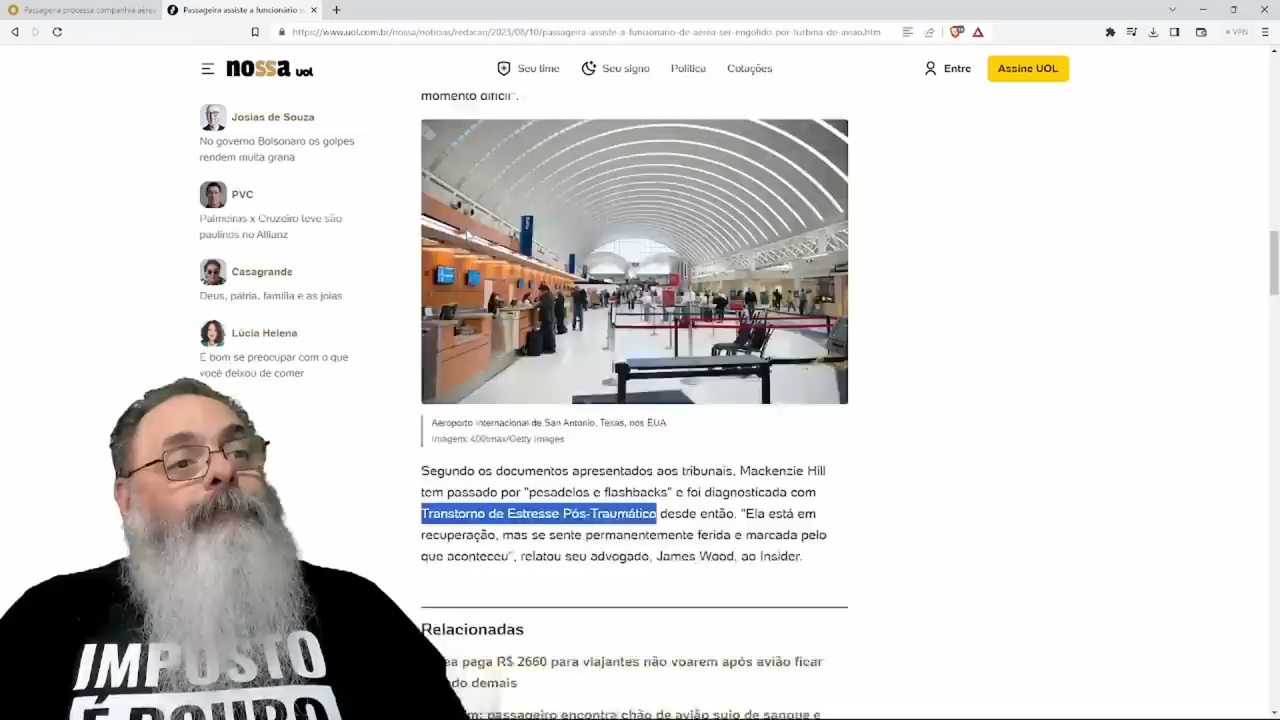 Passageira processa companhia aérea
Passageira assiste a funcionário s
https://www.uol.com.br/nossa/noticias/redacao/2023/08/10/passageira-assiste-a-funcionario-de-aerea-ser-engolido-por-turbina-de-aviao.htm
VPN
nossa uol
Seu time
Seu signo
Política
Cotações
Entre
Assine UOL
momento difícil".
Josias de Souza
No governo Bolsonaro os golpes
rendem muita grana
PVC
Palmeiras x Cruzeiro teve são
paulinos no Allianz
Casagrande
Deus, pátria, família e as joias
Lúcia Helena
É bom se preocupar com o que
você deixou de comer
Aeroporto Internacional de San Antonio, Texas, nos EUA
Imagem: 400tmax/Getty Images
Segundo os documentos apresentados aos tribunais, Mackenzie Hill
tem passado por "pesadelos e flashbacks" e foi diagnosticada com
Transtorno de Estresse Pós-Traumático desde então. "Ela está em
recuperação, mas se sente permanentemente ferida e marcada pelo
que aconteceu", relatou seu advogado, James Wood, ao Insider.
Relacionadas
ea paga R$ 2660 para viajantes não voarem após avião ficar
do demais
m: passageiro encontra chão de avião sujo de sangue e
IMPOSTO
É ROUBO